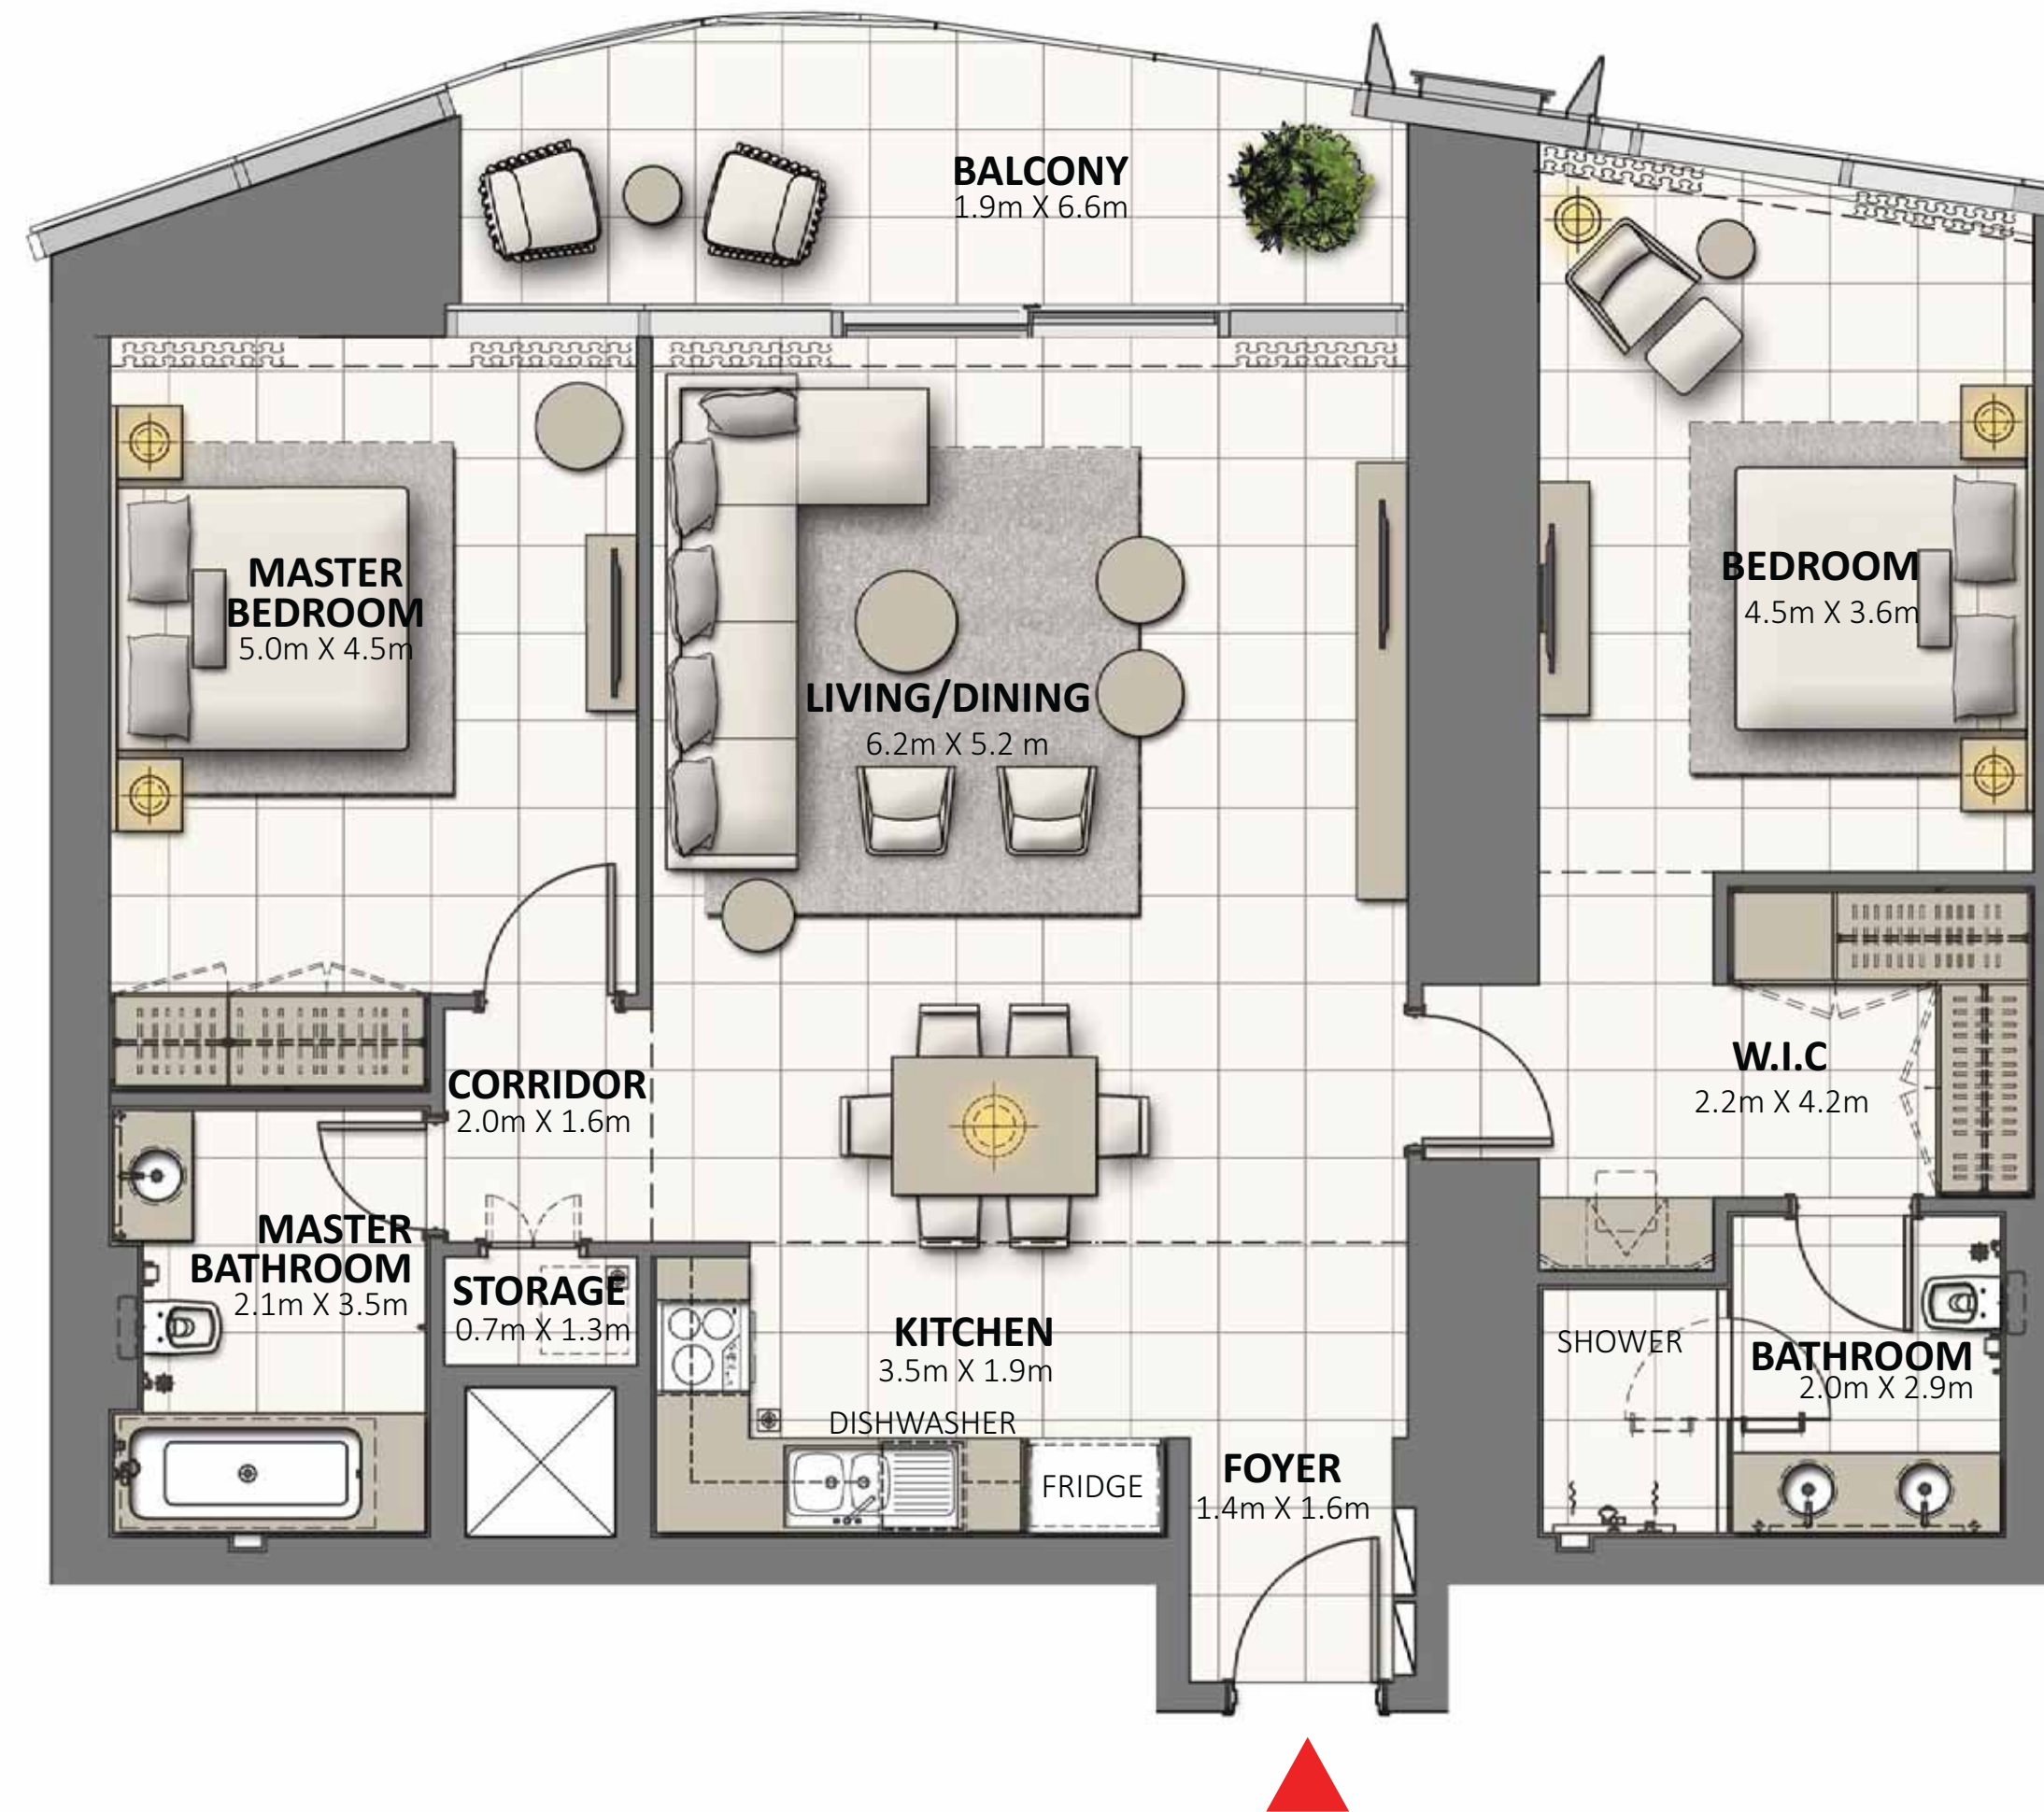 BALCONY
1.9m X 6.6m
MASTER
BEDROOM
5.0m X 4.5m
LIVING/DINING
6.2m X 5.2 m
BEDROOM
4.5m X 3.6m
CORRIDOR
2.0m X 1.6m
W.I.C
2.2m X 4.2m
MASTER
BATHROOM
2.1m X 3.5m
STORAGE
0.7m X 1.3m
KITCHEN
3.5m X 1.9m
DISHWASHER
FRIDGE
FOYER
1.4m X 1.6m
SHOWER
BATHROOM
2.0m X 2.9m